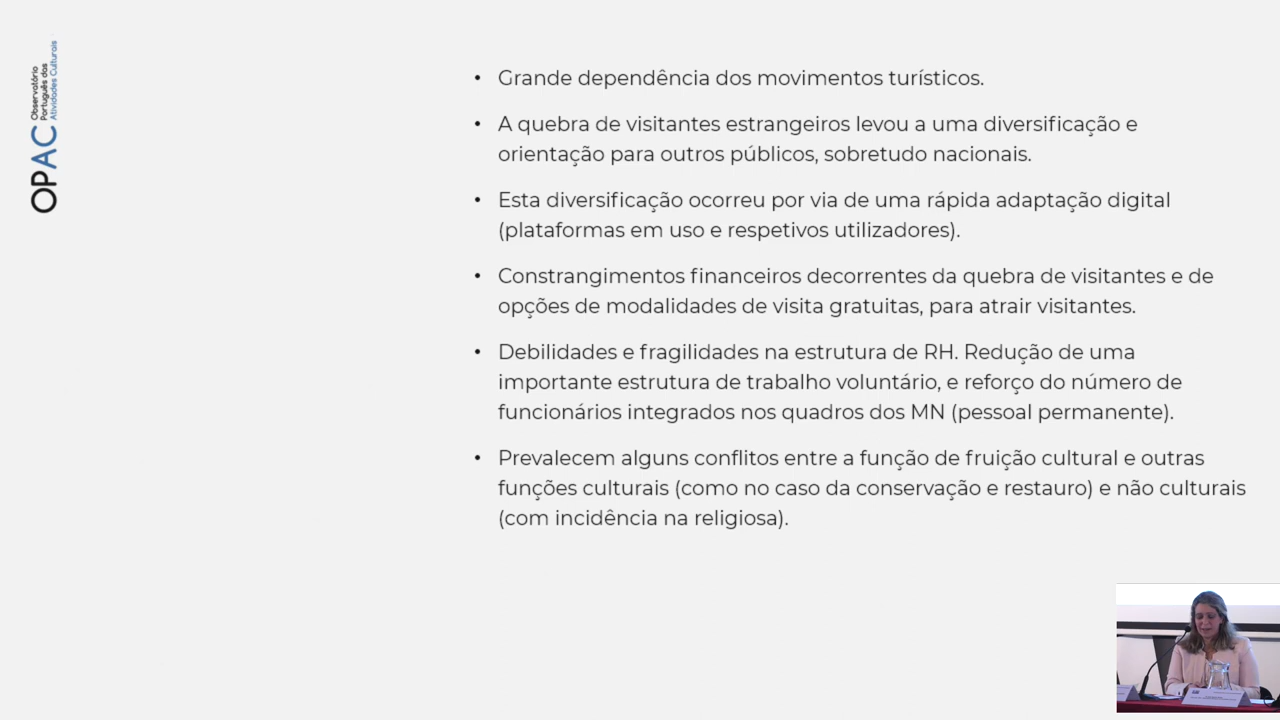 OPAC
Observatório
Português das
Atividades Culturais
• Grande dependência dos movimentos turísticos.
• A quebra de visitantes estrangeiros levou a uma diversificação e
orientação para outros públicos, sobretudo nacionais.
• Esta diversificação ocorreu por via de uma rápida adaptação digital
(plataformas em uso e respetivos utilizadores).
• Constrangimentos financeiros decorrentes da quebra de visitantes e de
opções de modalidades de visita gratuitas, para atrair visitantes.
• Debilidades e fragilidades na estrutura de RH. Redução de uma
importante estrutura de trabalho voluntário, e reforço do número de
funcionários integrados nos quadros dos MN (pessoal permanente).
• Prevalecem alguns conflitos entre a função de fruição cultural e outras
funções culturais (como no caso da conservação e restauro) e não culturais
(com incidência na religiosa).